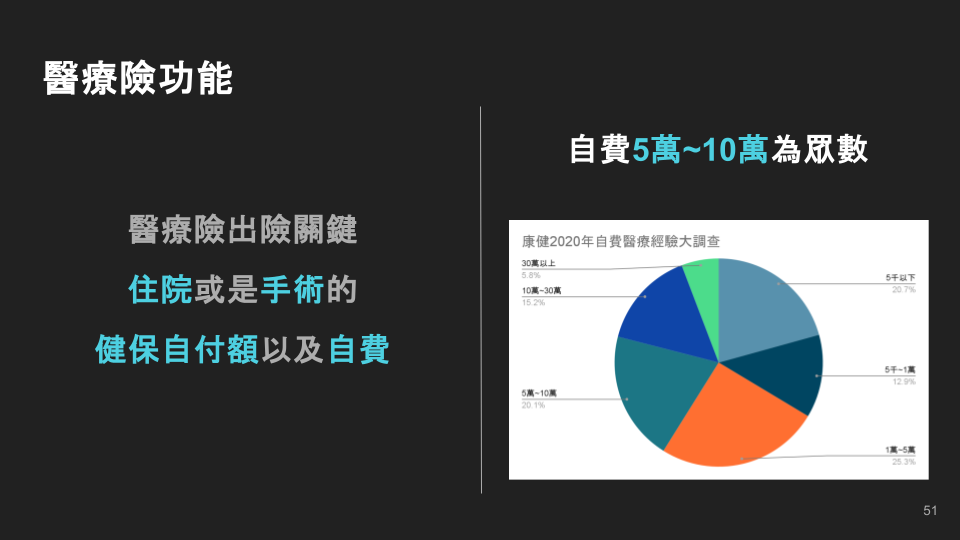 醫療險功能
醫療險出險關鍵
住院或是手術的
健保自付額以及自費
自費5萬~10萬為眾數
康健2020年自費醫療經驗大調查
30萬以上
5.8%
10萬~30萬
15.2%
5萬~10萬
20.1%
5千以下
20.7%
5千~1萬
12.9%
1萬~5萬
25.3%
51